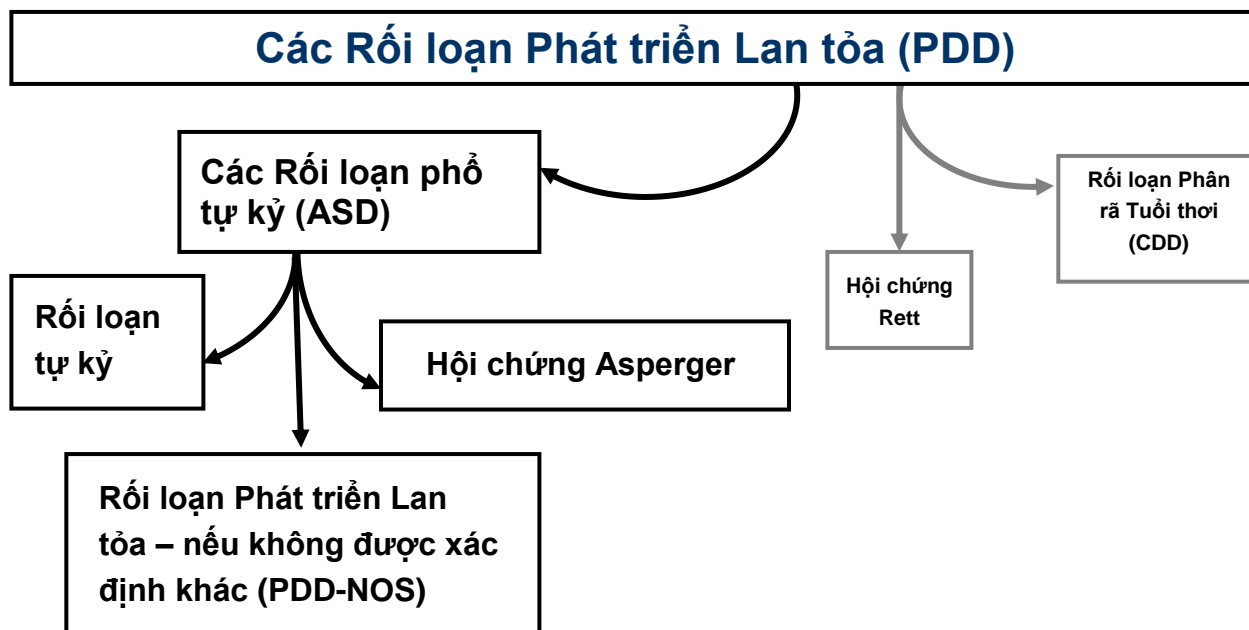 Các Rối loạn Phát triển Lan tỏa (PDD)
Các Rối loạn phổ
tự kỷ (ASD)
Rối loạn Phân
rã Tuổi thơi
(CDD)
Hội chứng
Rett
Rối loạn
tự kỷ
Hội chứng Asperger
Rối loạn Phát triển Lan
tỏa – nếu không được xác
định khác (PDD-NOS)